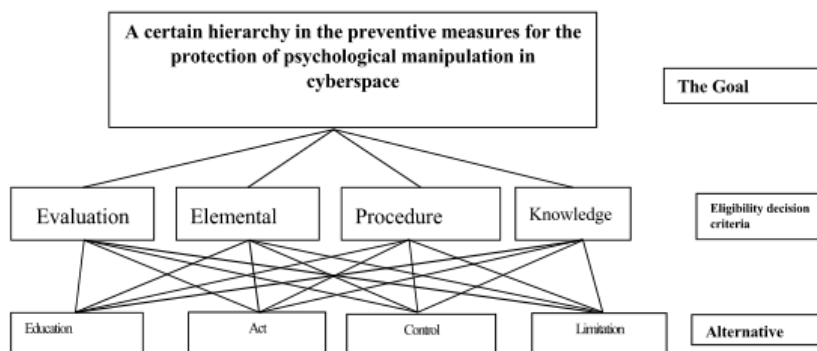 A certain hierarchy in the preventive measures for the
protection of psychological manipulation in
cyberspace
The Goal
Evaluation
Elemental
Procedure
Knowledge
Eligibility decision
criteria
Education
Act
Control
Limitation
Alternative